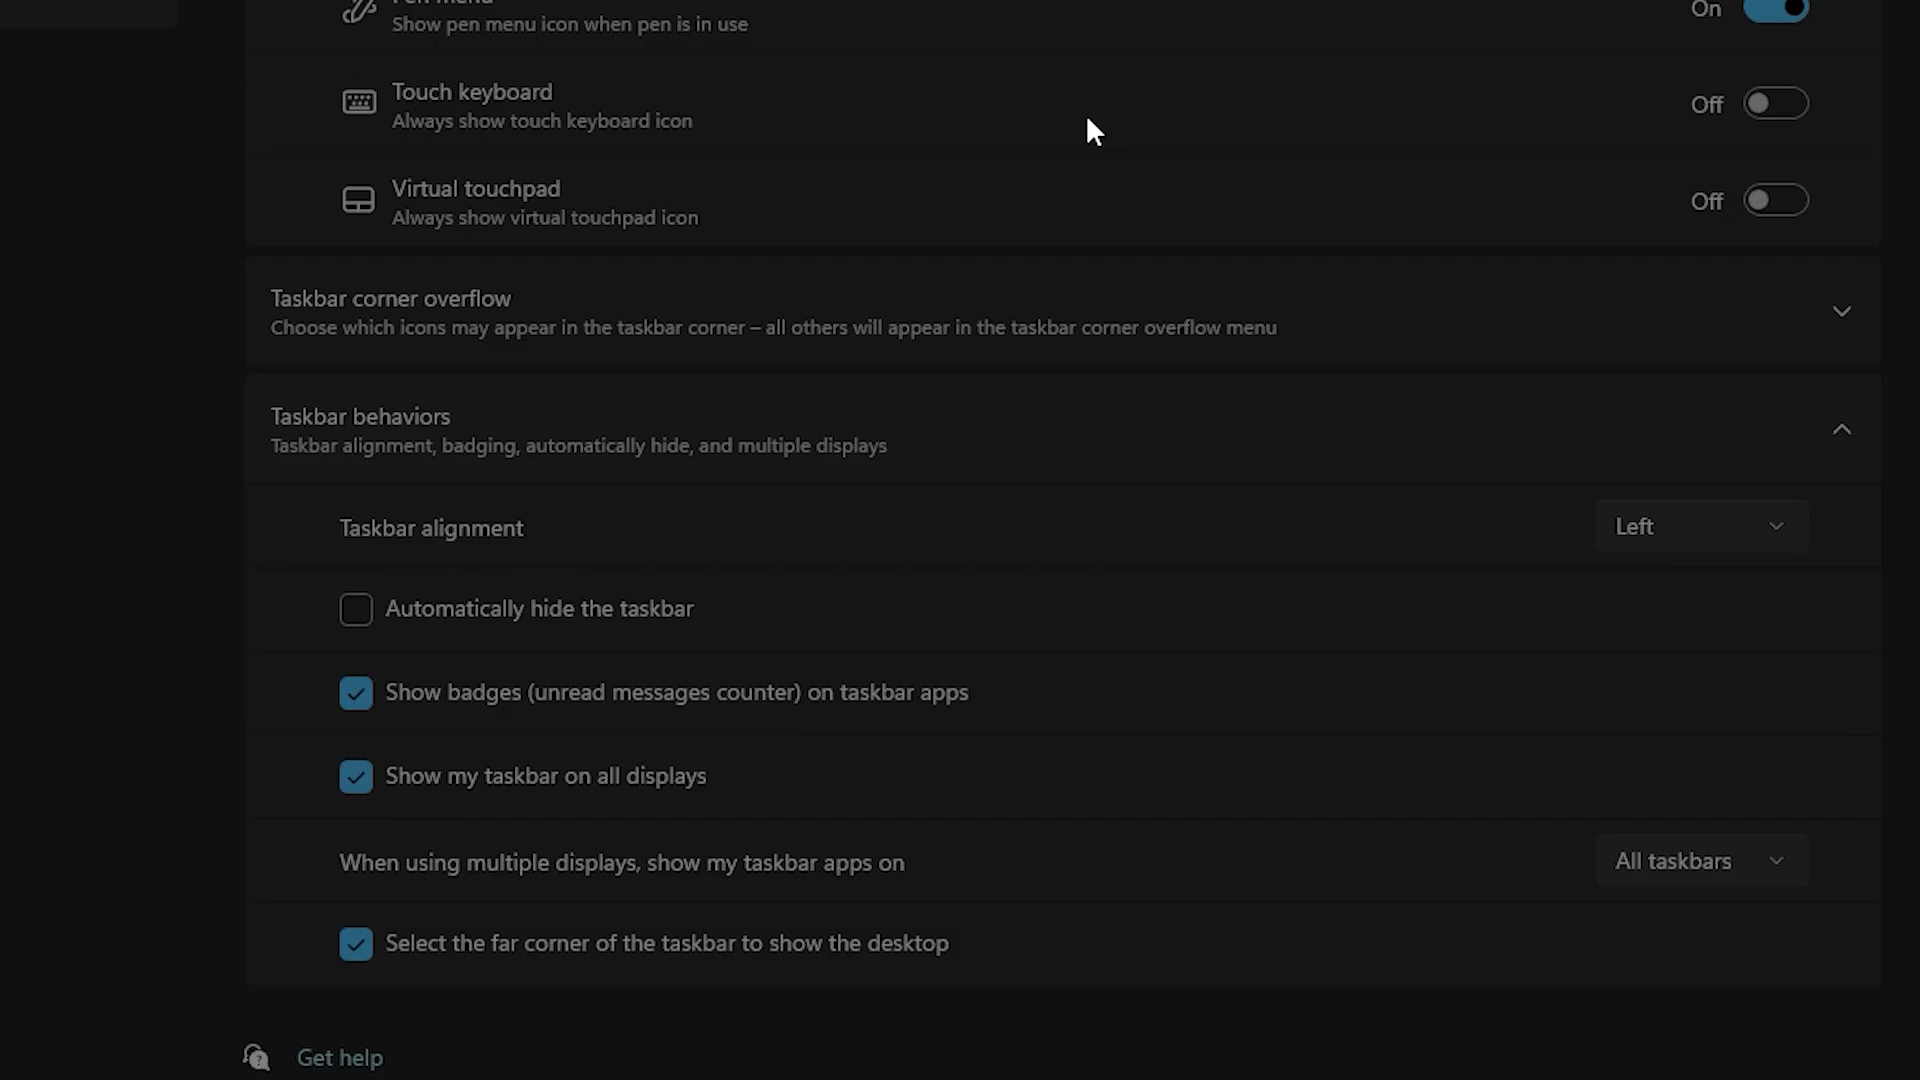 Pen menu
Show pen menu icon when pen is in use
On
Touch keyboard
Always show touch keyboard icon
Off
Virtual touchpad
Always show virtual touchpad icon
Off
Taskbar corner overflow
Choose which icons may appear in the taskbar corner – all others will appear in the taskbar corner overflow menu
Taskbar behaviors
Taskbar alignment, badging, automatically hide, and multiple displays
Taskbar alignment
Left
Automatically hide the taskbar
Show badges (unread messages counter) on taskbar apps
Show my taskbar on all displays
When using multiple displays, show my taskbar apps on
All taskbars
Select the far corner of the taskbar to show the desktop
Get help